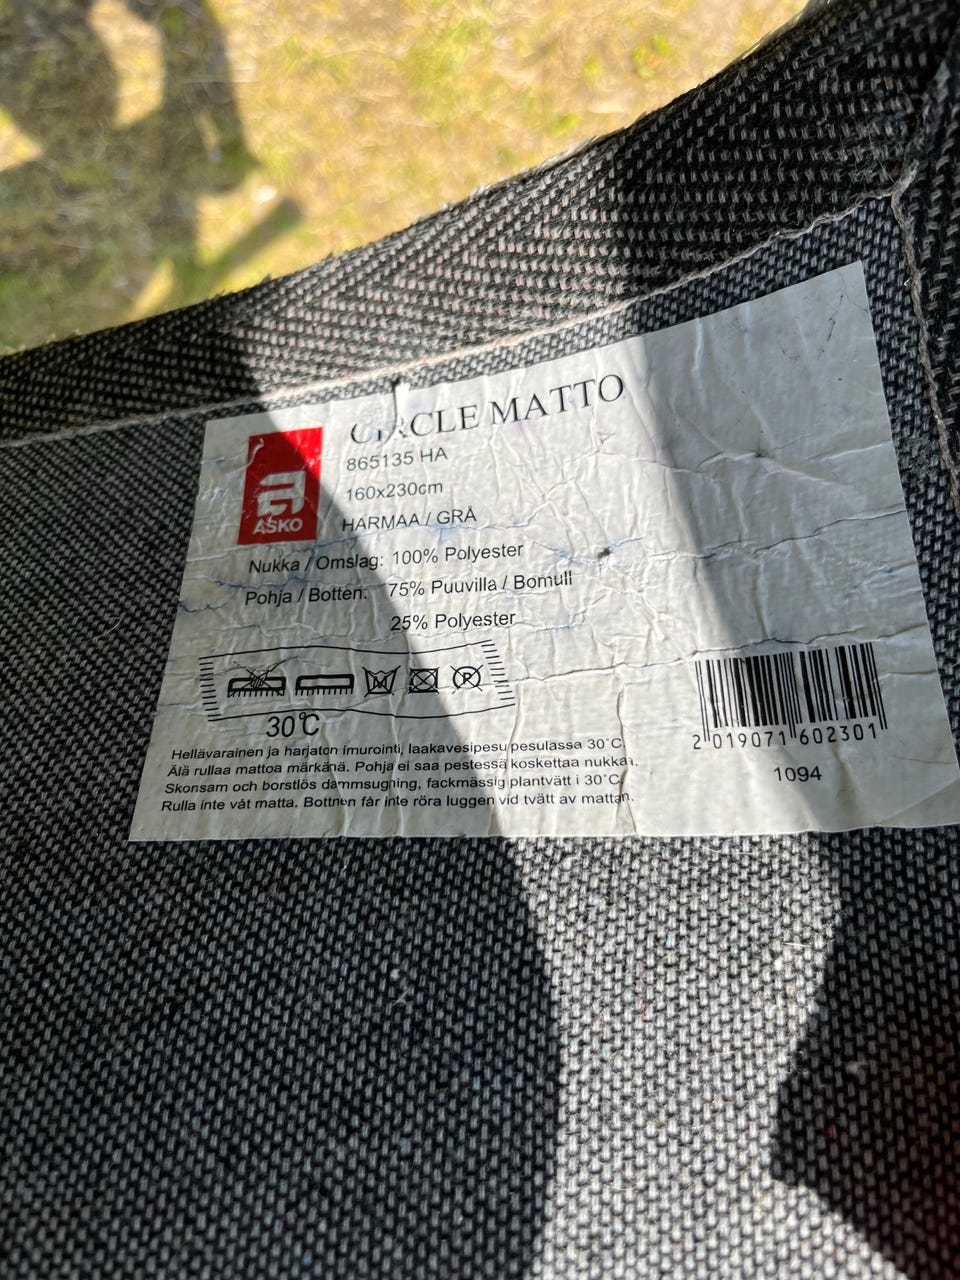 CIRCLE MATTO
865135 HA
160x230cm
HARMAA / GRÅ
ASKO
Nukka / Omslag: 100% Polyester
Pohja / Botten: 75% Puuvilla / Bomull
25% Polyester
P
30°C
Hellävarainen ja harjaton imurointi, laakavesipesu pesulassa 30°C.
Älä rullaa mattoa märkänä. Pohja ei saa pestessä koskettaa nukkaa.
Skonsam och borstlös dammsugning, fackmässig plantvätt i 30°C.
Rulla inte våt matta. Bottnen får inte röra luggen vid tvätt av mattan.
2 019071 602301
1094